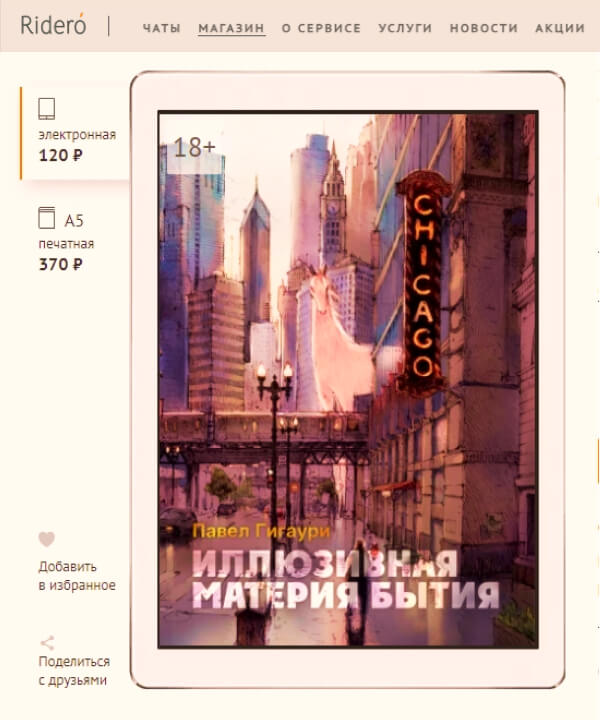 Rideró
ЧАТЫ МАГАЗИН О СЕРВИСЕ УСЛУГИ НОВОСТИ АКЦИИ
электронная
120 ₽
A5
печатная
370 ₽
18+
CHICAGO
Павел Гигаури
ИЛЛЮЗИВНАЯ
МАТЕРИЯ БЫТИЯ
Добавить
в избранное
Поделиться
с друзьями